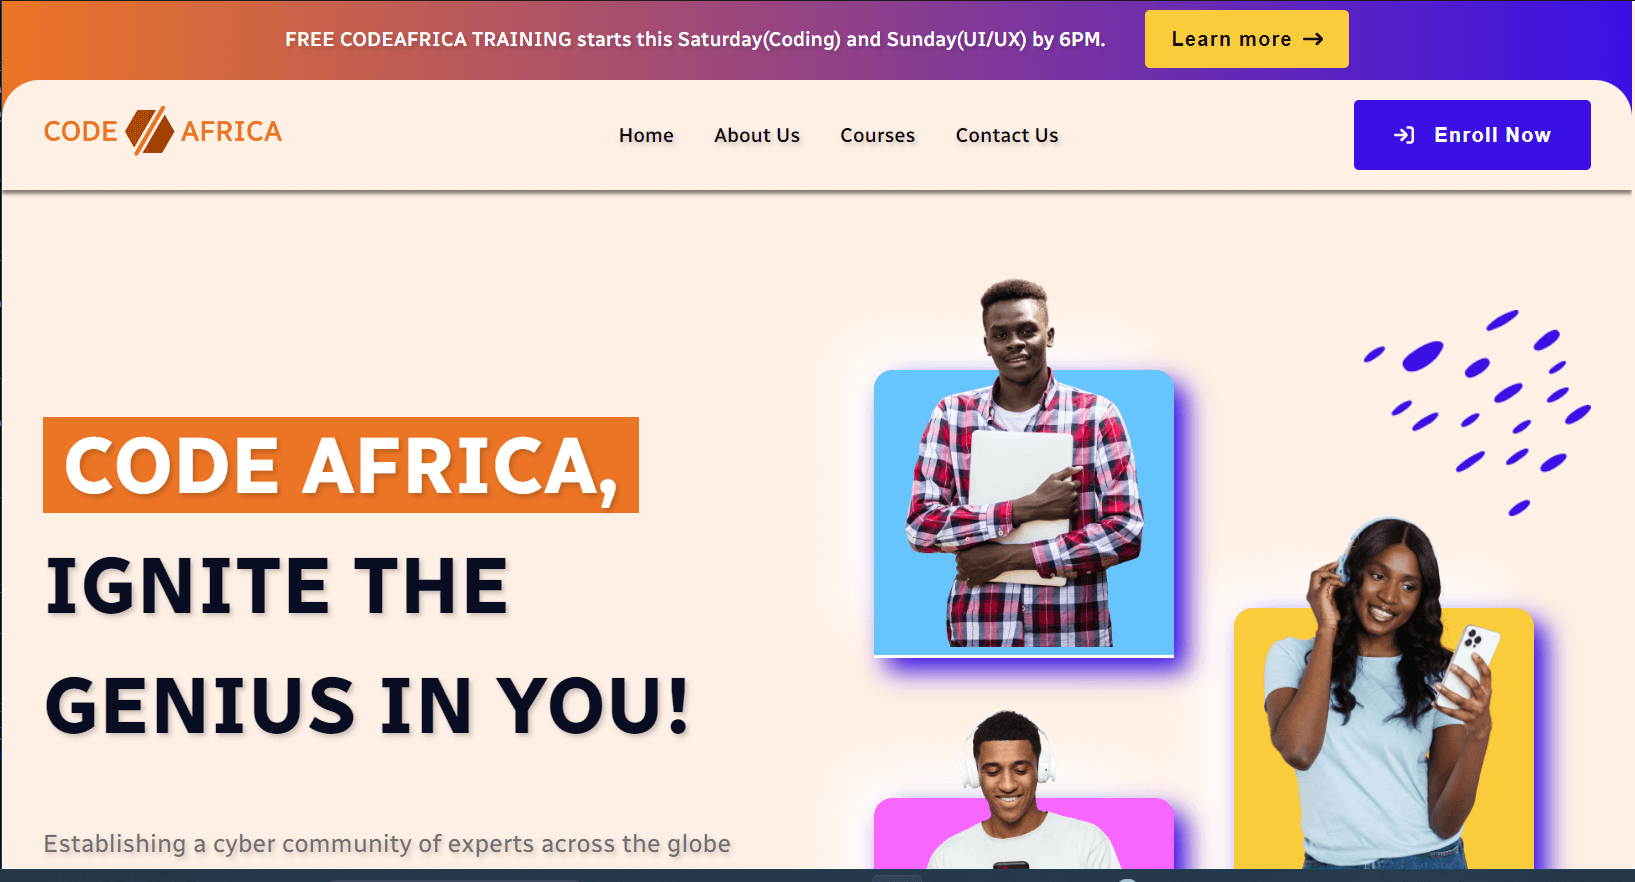 FREE CODEAFRICA TRAINING starts this Saturday(Coding) and Sunday(UI/UX) by 6PM.
Learn more
CODE AFRICA
Home
About Us
Courses
Contact Us
Enroll Now
CODE AFRICA,
IGNITE THE
GENIUS IN YOU!
Establishing a cyber community of experts across the globe